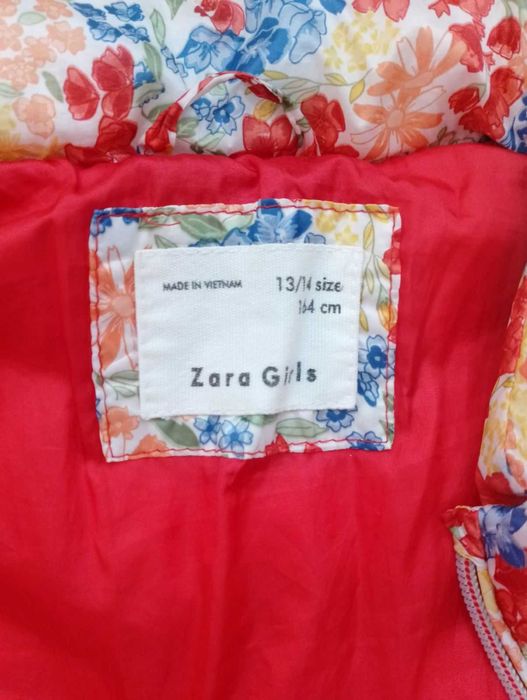 MADE IN VIETNAM
13/14 size
164 cm
Zara Girls